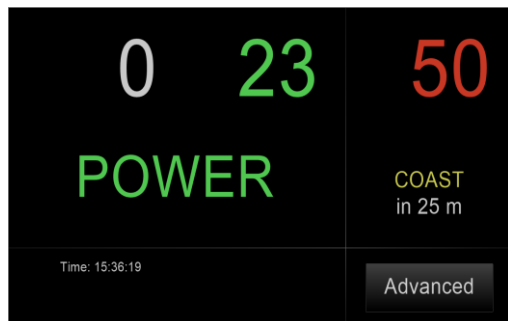 0 23 50
POWER
COAST
in 25 m
Time: 15:36:19
Advanced